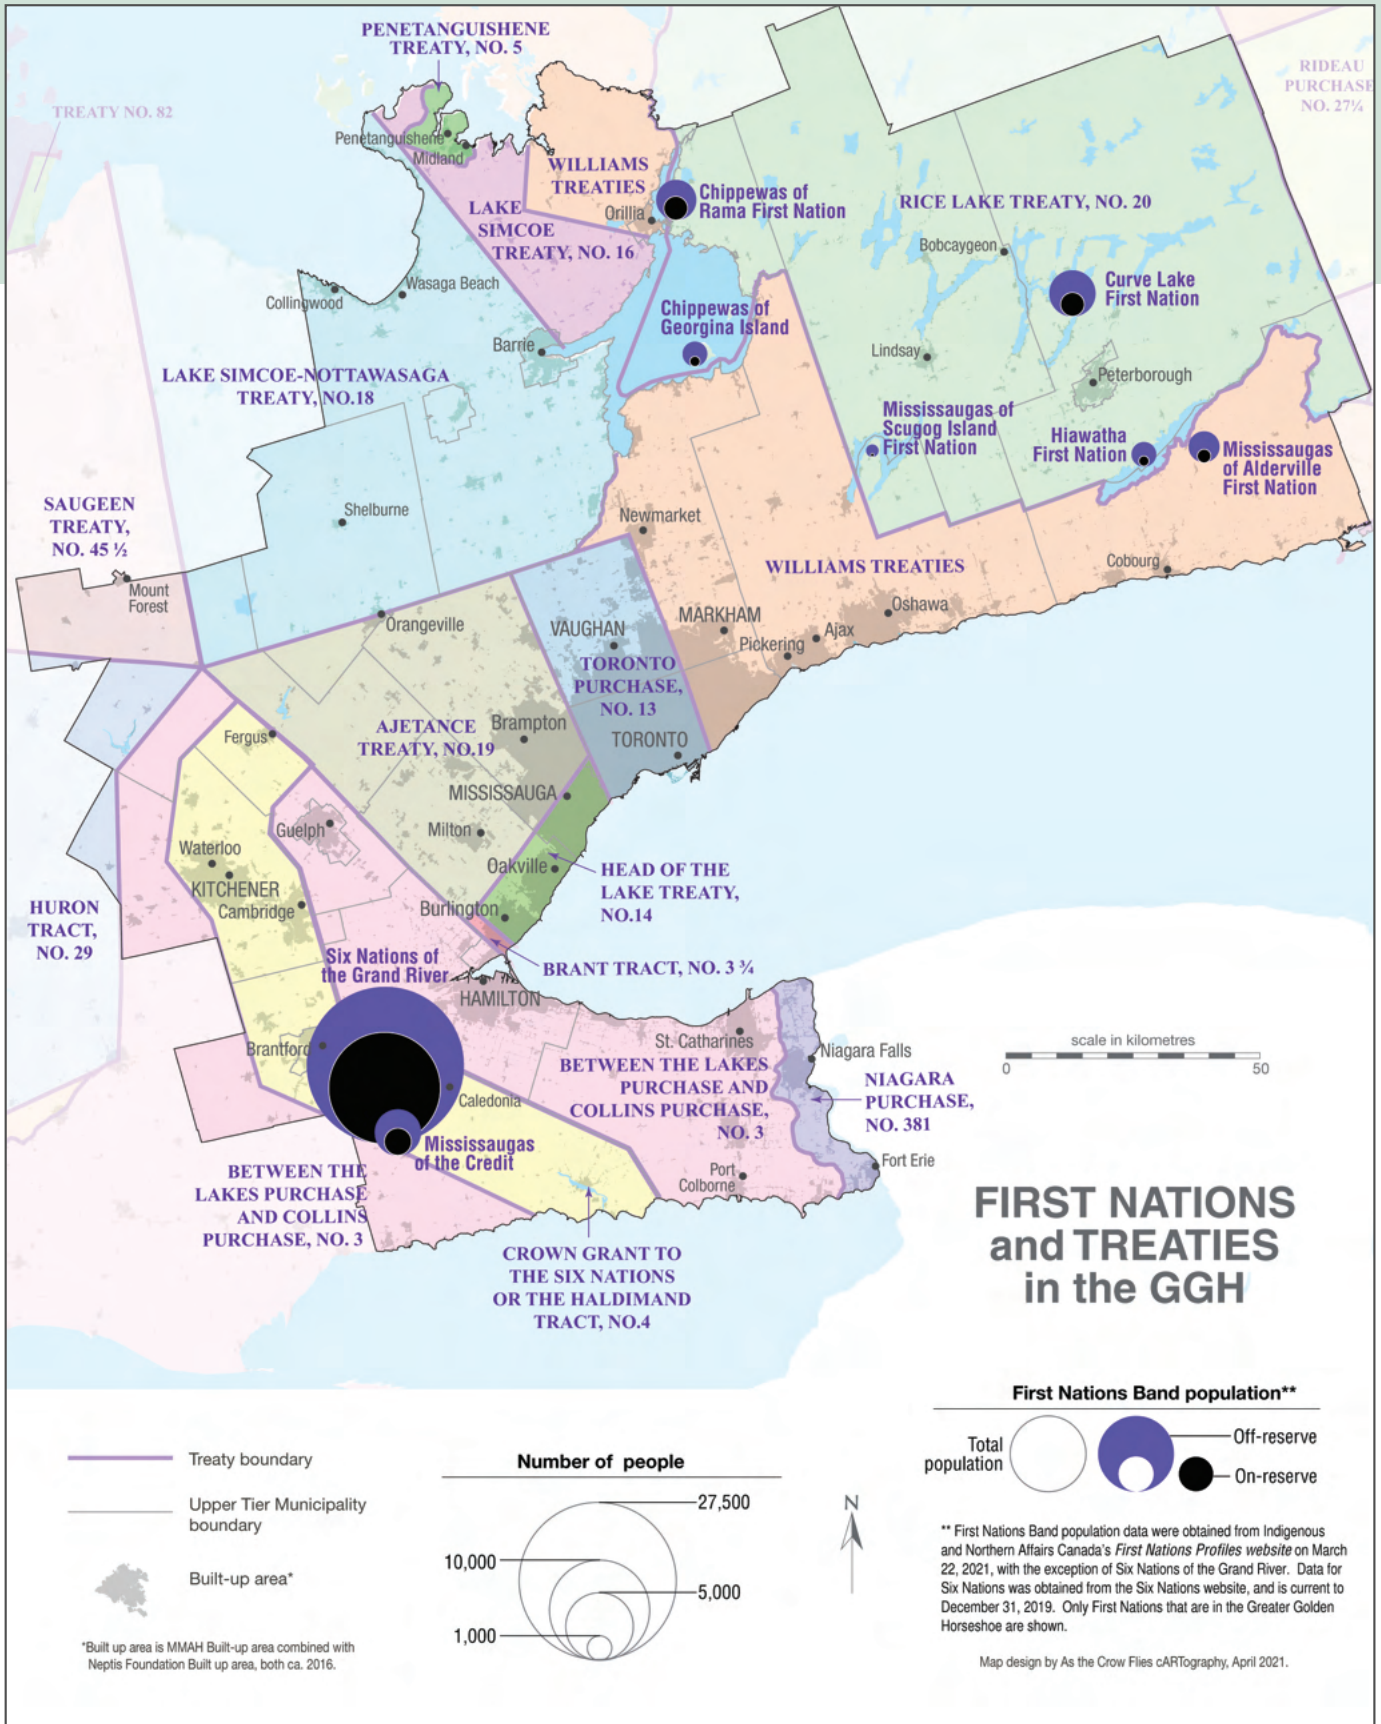 PENETANGUISHENE
TREATY, NO. 5
TREATY NO. 82
RIDEAU
PURCHASE
NO. 27¼
Penetanguishene
Midland
WILLIAMS
TREATIES
Orillia
Chippewas of
Rama First Nation
LAKE
SIMCOE
TREATY, NO. 16
RICE LAKE TREATY, NO. 20
Bobcaygeon
Curve Lake
First Nation
Collingwood
Wasaga Beach
Chippewas of
Georgina Island
Barrie
Lindsay
Peterborough
LAKE SIMCOE-NOTTAWASAGA
TREATY, NO.18
Mississaugas of
Scugog Island
First Nation
Hiawatha
First Nation
Mississaugas
of Alderville
First Nation
SAUGEEN
TREATY,
NO. 45 ½
Shelburne
Newmarket
Mount
Forest
WILLIAMS TREATIES
Cobourg
Orangeville
VAUGHAN
MARKHAM
Pickering
Ajax
Oshawa
TORONTO
PURCHASE,
NO. 13
TORONTO
Fergus
AJETANCE
TREATY, NO.19
Brampton
MISSISSAUGA
Guelph
Milton
Waterloo
KITCHENER
Cambridge
Oakville
HEAD OF THE
LAKE TREATY,
NO.14
Burlington
HURON
TRACT,
NO. 29
Six Nations of
the Grand River
BRANT TRACT, NO. 3 ¾
HAMILTON
St. Catharines
Niagara Falls
Brantford
BETWEEN THE LAKES
PURCHASE AND
COLLINS PURCHASE,
NO. 3
NIAGARA
PURCHASE,
NO. 381
Caledonia
Mississaugas
of the Credit
Port
Colborne
Fort Erie
BETWEEN THE
LAKES PURCHASE
AND COLLINS
PURCHASE, NO. 3
CROWN GRANT TO
THE SIX NATIONS
OR THE HALDIMAND
TRACT, NO.4
scale in kilometres
0 50
FIRST NATIONS
and TREATIES
in the GGH
Treaty boundary
Upper Tier Municipality
boundary
Built-up area*
*Built up area is MMAH Built-up area combined with
Neptis Foundation Built up area, both ca. 2016.
Number of people
27,500
10,000
5,000
1,000
N
First Nations Band population**
Total
population
Off-reserve
On-reserve
** First Nations Band population data were obtained from Indigenous
and Northern Affairs Canada's First Nations Profiles website on March
22, 2021, with the exception of Six Nations of the Grand River. Data for
Six Nations was obtained from the Six Nations website, and is current to
December 31, 2019. Only First Nations that are in the Greater Golden
Horseshoe are shown.
Map design by As the Crow Flies cARTography, April 2021.